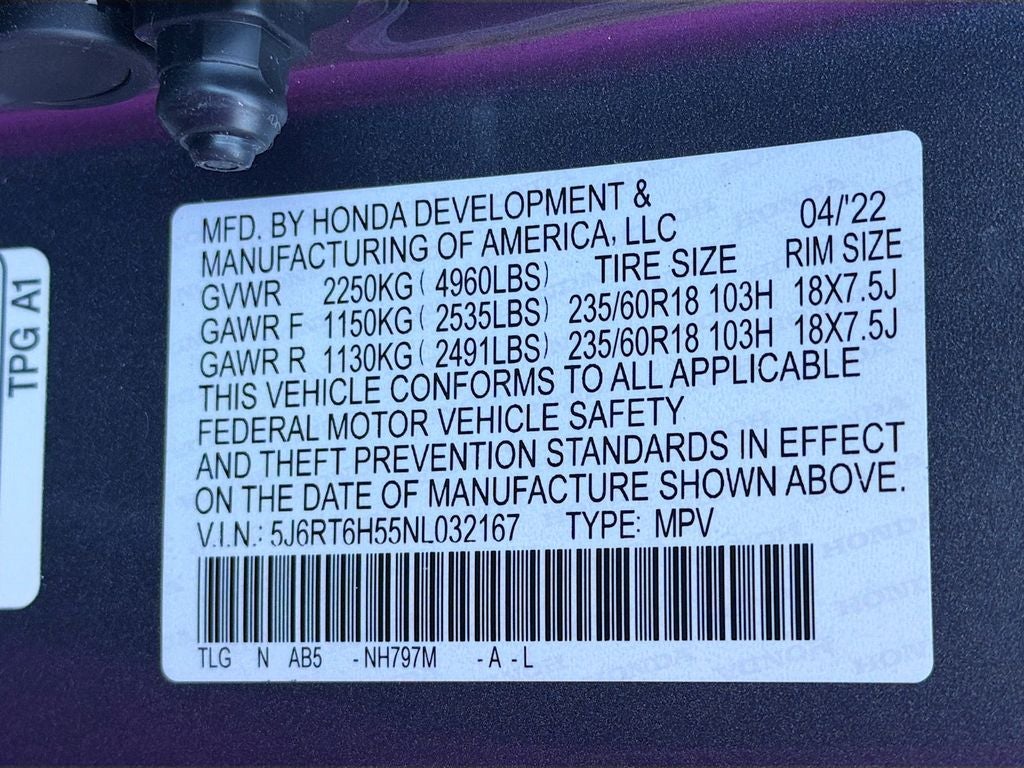 MFD. BY HONDA DEVELOPMENT &
MANUFACTURING OF AMERICA, LLC 04/'22
GVWR 2250KG ( 4960LBS) TIRE SIZE RIM SIZE
GAWR F 1150KG ( 2535LBS) 235/60R18 103H 18X7.5J
GAWR R 1130KG ( 2491LBS) 235/60R18 103H 18X7.5J
THIS VEHICLE CONFORMS TO ALL APPLICABLE
FEDERAL MOTOR VEHICLE SAFETY
AND THEFT PREVENTION STANDARDS IN EFFECT
ON THE DATE OF MANUFACTURE SHOWN ABOVE.
V.I.N.: 5J6RT6H55NL032167 TYPE: MPV
TLG N AB5 -NH797M -A -L
TPG A1